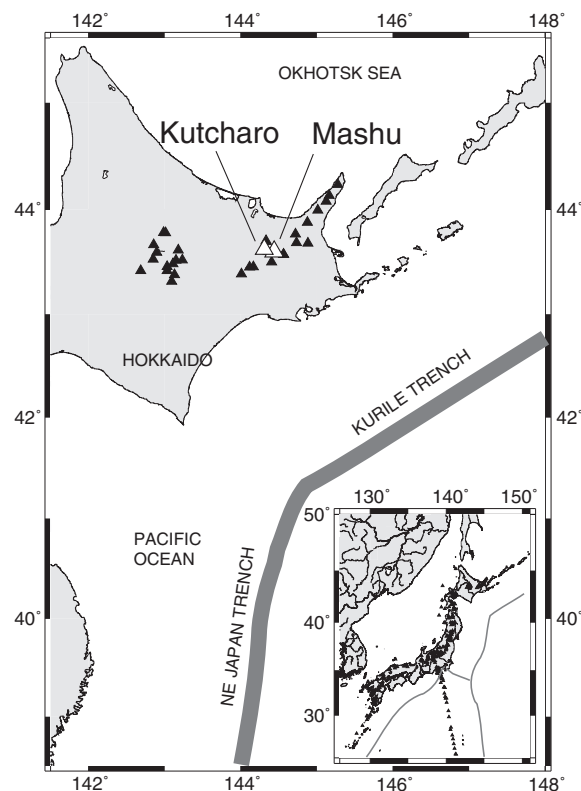 142° 144° 146° 148°
OKHOTSK SEA
Kutcharo Mashu
44° 44°
HOKKAIDO
42° 42°
KURILE TRENCH
PACIFIC
OCEAN
NE JAPAN TRENCH
40° 40°
130° 140° 150°
50°
40°
30°
142° 144° 146° 148°